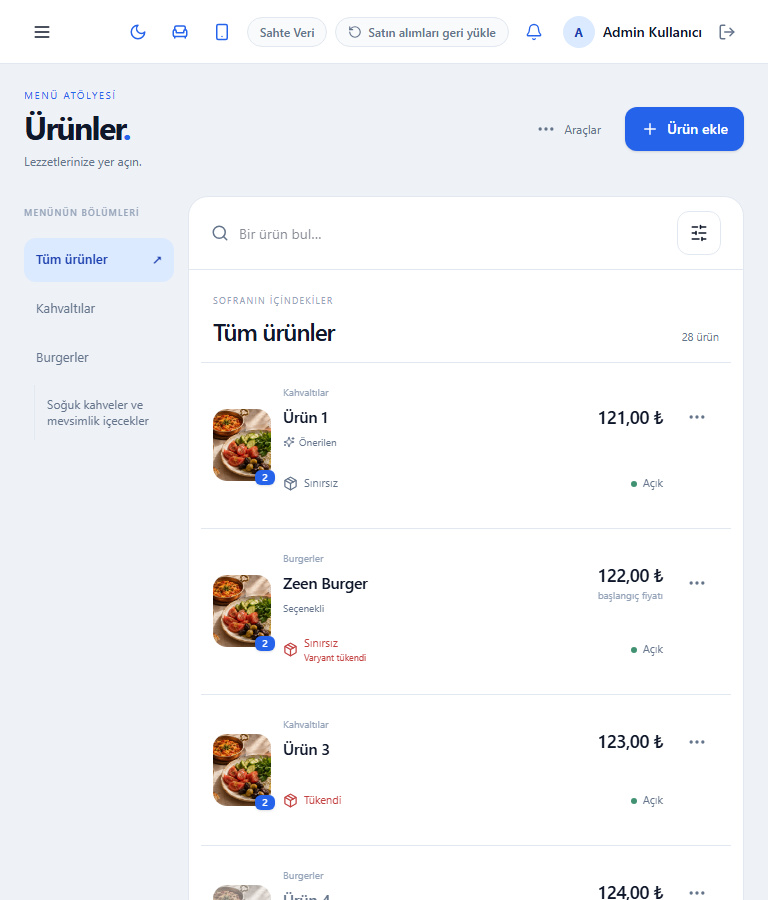 Sahte Veri
Satın alımları geri yükle
A
Admin Kullanıcı
MENÜ ATÖLYESİ
Ürünler.
Lezzetlerinize yer açın.
Araçlar
Ürün ekle
MENÜNÜN BÖLÜMLERİ
Tüm ürünler
Kahvaltılar
Burgerler
Soğuk kahveler ve
mevsimlik içecekler
Bir ürün bul...
SOFRANIN İÇİNDEKİLER
Tüm ürünler
28 ürün
Kahvaltılar
Ürün 1
121,00 ₺
Önerilen
2
Sınırsız
Açık
Burgerler
Zeen Burger
122,00 ₺
başlangıç fiyatı
Seçenekli
2
Sınırsız
Varyant tükendi
Açık
Kahvaltılar
Ürün 3
123,00 ₺
2
Tükendi
Açık
Burgerler
Ürün 4
124,00 ₺